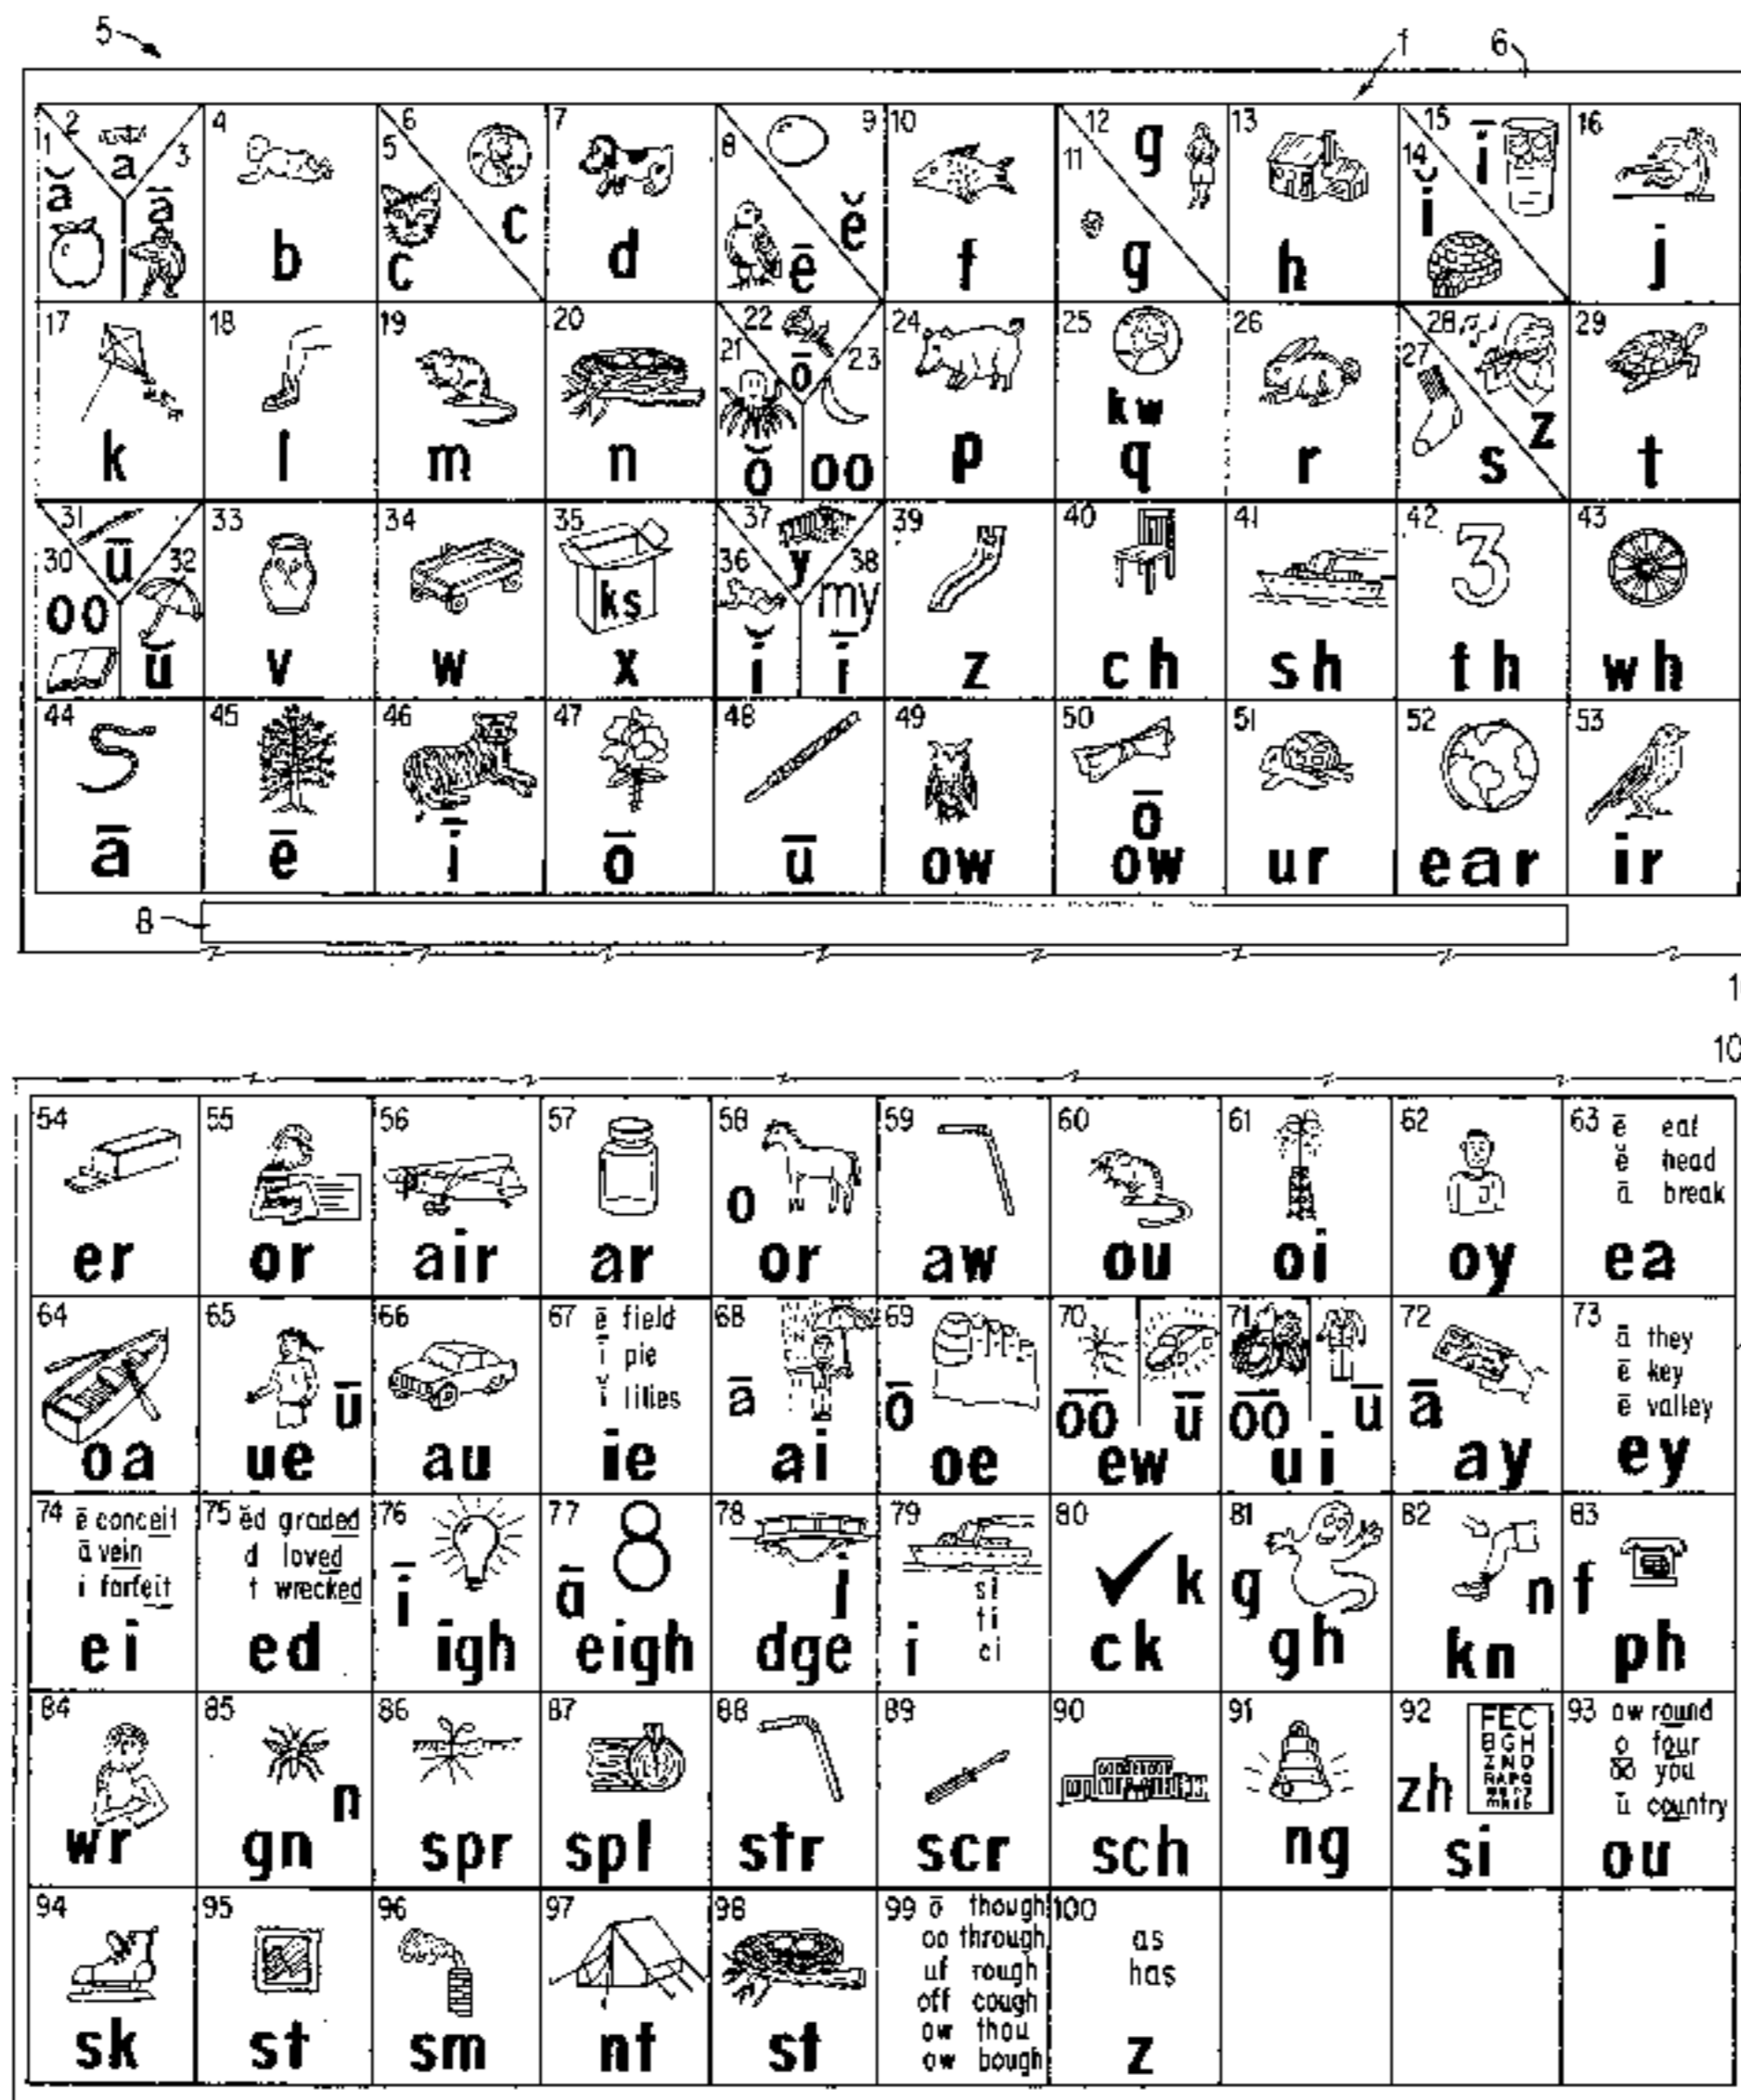 5 1 6
1 ă 2 a 3 ā
4 b
5 c 6 c
7 d
8 ē 9 ĕ
10 f
11 g 12 g
13 h
14 ĭ 15 ī
16 j
17 k
18 l
19 m
20 n
21 ŏ 22 ō 23 oo
24 p
25 kw q
26 r
27 s 28 z
29 t
30 oo 31 ū 32 ŭ
33 v
34 w
35 ks x
36 ĭ 37 y 38 my ī
39 z
40 ch
41 sh
42 3 th
43 wh
44 ā
45 ē
46 ī
47 ō
48 ū
49 ow
50 ō ow
51 ur
52 ear
53 ir
8
1
10
54 er
55 or
56 air
57 ar
58 o or
59 aw
60 ou
61 oi
62 oy
63 ē eat
ĕ head
ā break
ea
64 oa
65 ū ue
66 au
67 ē field
ī pie
ĭ lilies
ie
68 ā ai
69 ō oe
70 o͞o ū ew
71 o͞o ū ui
72 ā ay
73 ā they
ē key
ē valley
ey
74 ē conceit
ā vein
i forfeit
ei
75 ĕd graded
d loved
t wrecked
ed
76 ī igh
77 ā 8 eigh
78 j dge
79 si
ti
ci
i
80 k ck
81 g gh
82 n kn
83 f ph
84 wr
85 n gn
86 spr
87 spl
88 str
89 scr
90 sch
91 ng
92 zh FEC
BGH
ZND
si
93 ow round
o four
you
country
ou
94 sk
95 st
96 sm
97 nt
98 st
99 ō though
oo through
uf rough
off cough
ow thou
ow bough
100 as
has
z